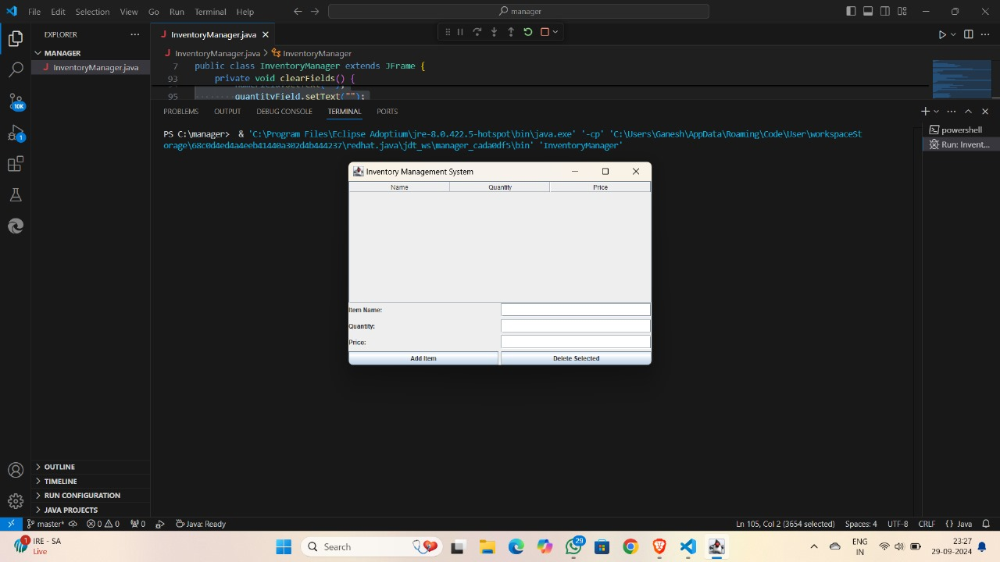 File Edit Selection View Go Run Terminal Help
manager
EXPLORER
InventoryManager.java
MANAGER
InventoryManager.java
InventoryManager.java > InventoryManager
7 public class InventoryManager extends JFrame {
93 private void clearFields() {
95 quantityField.setText("");
PROBLEMS OUTPUT DEBUG CONSOLE TERMINAL PORTS
PS C:\manager> & 'C:\Program Files\Eclipse Adoptium\jre-8.0.422.5-hotspot\bin\java.exe' '-cp' 'C:\Users\Ganesh\AppData\Roaming\Code\User\workspaceSt
orage\68c0d4ed4a4eeb41440a302d4b444237\redhat.java\jdt_ws\manager_cada0df5\bin' 'InventoryManager'
powershell
Run: Invent...
Inventory Management System
Name Quantity Price
Item Name:
Quantity:
Price:
Add Item Delete Selected
10K
1
OUTLINE
TIMELINE
RUN CONFIGURATION
JAVA PROJECTS
master* 0 0 0 Java: Ready
Ln 105, Col 2 (3654 selected) Spaces: 4 UTF-8 CRLF {} Java
1
IRE - SA
Live
Search
29
ENG
IN
23:27
29-09-2024